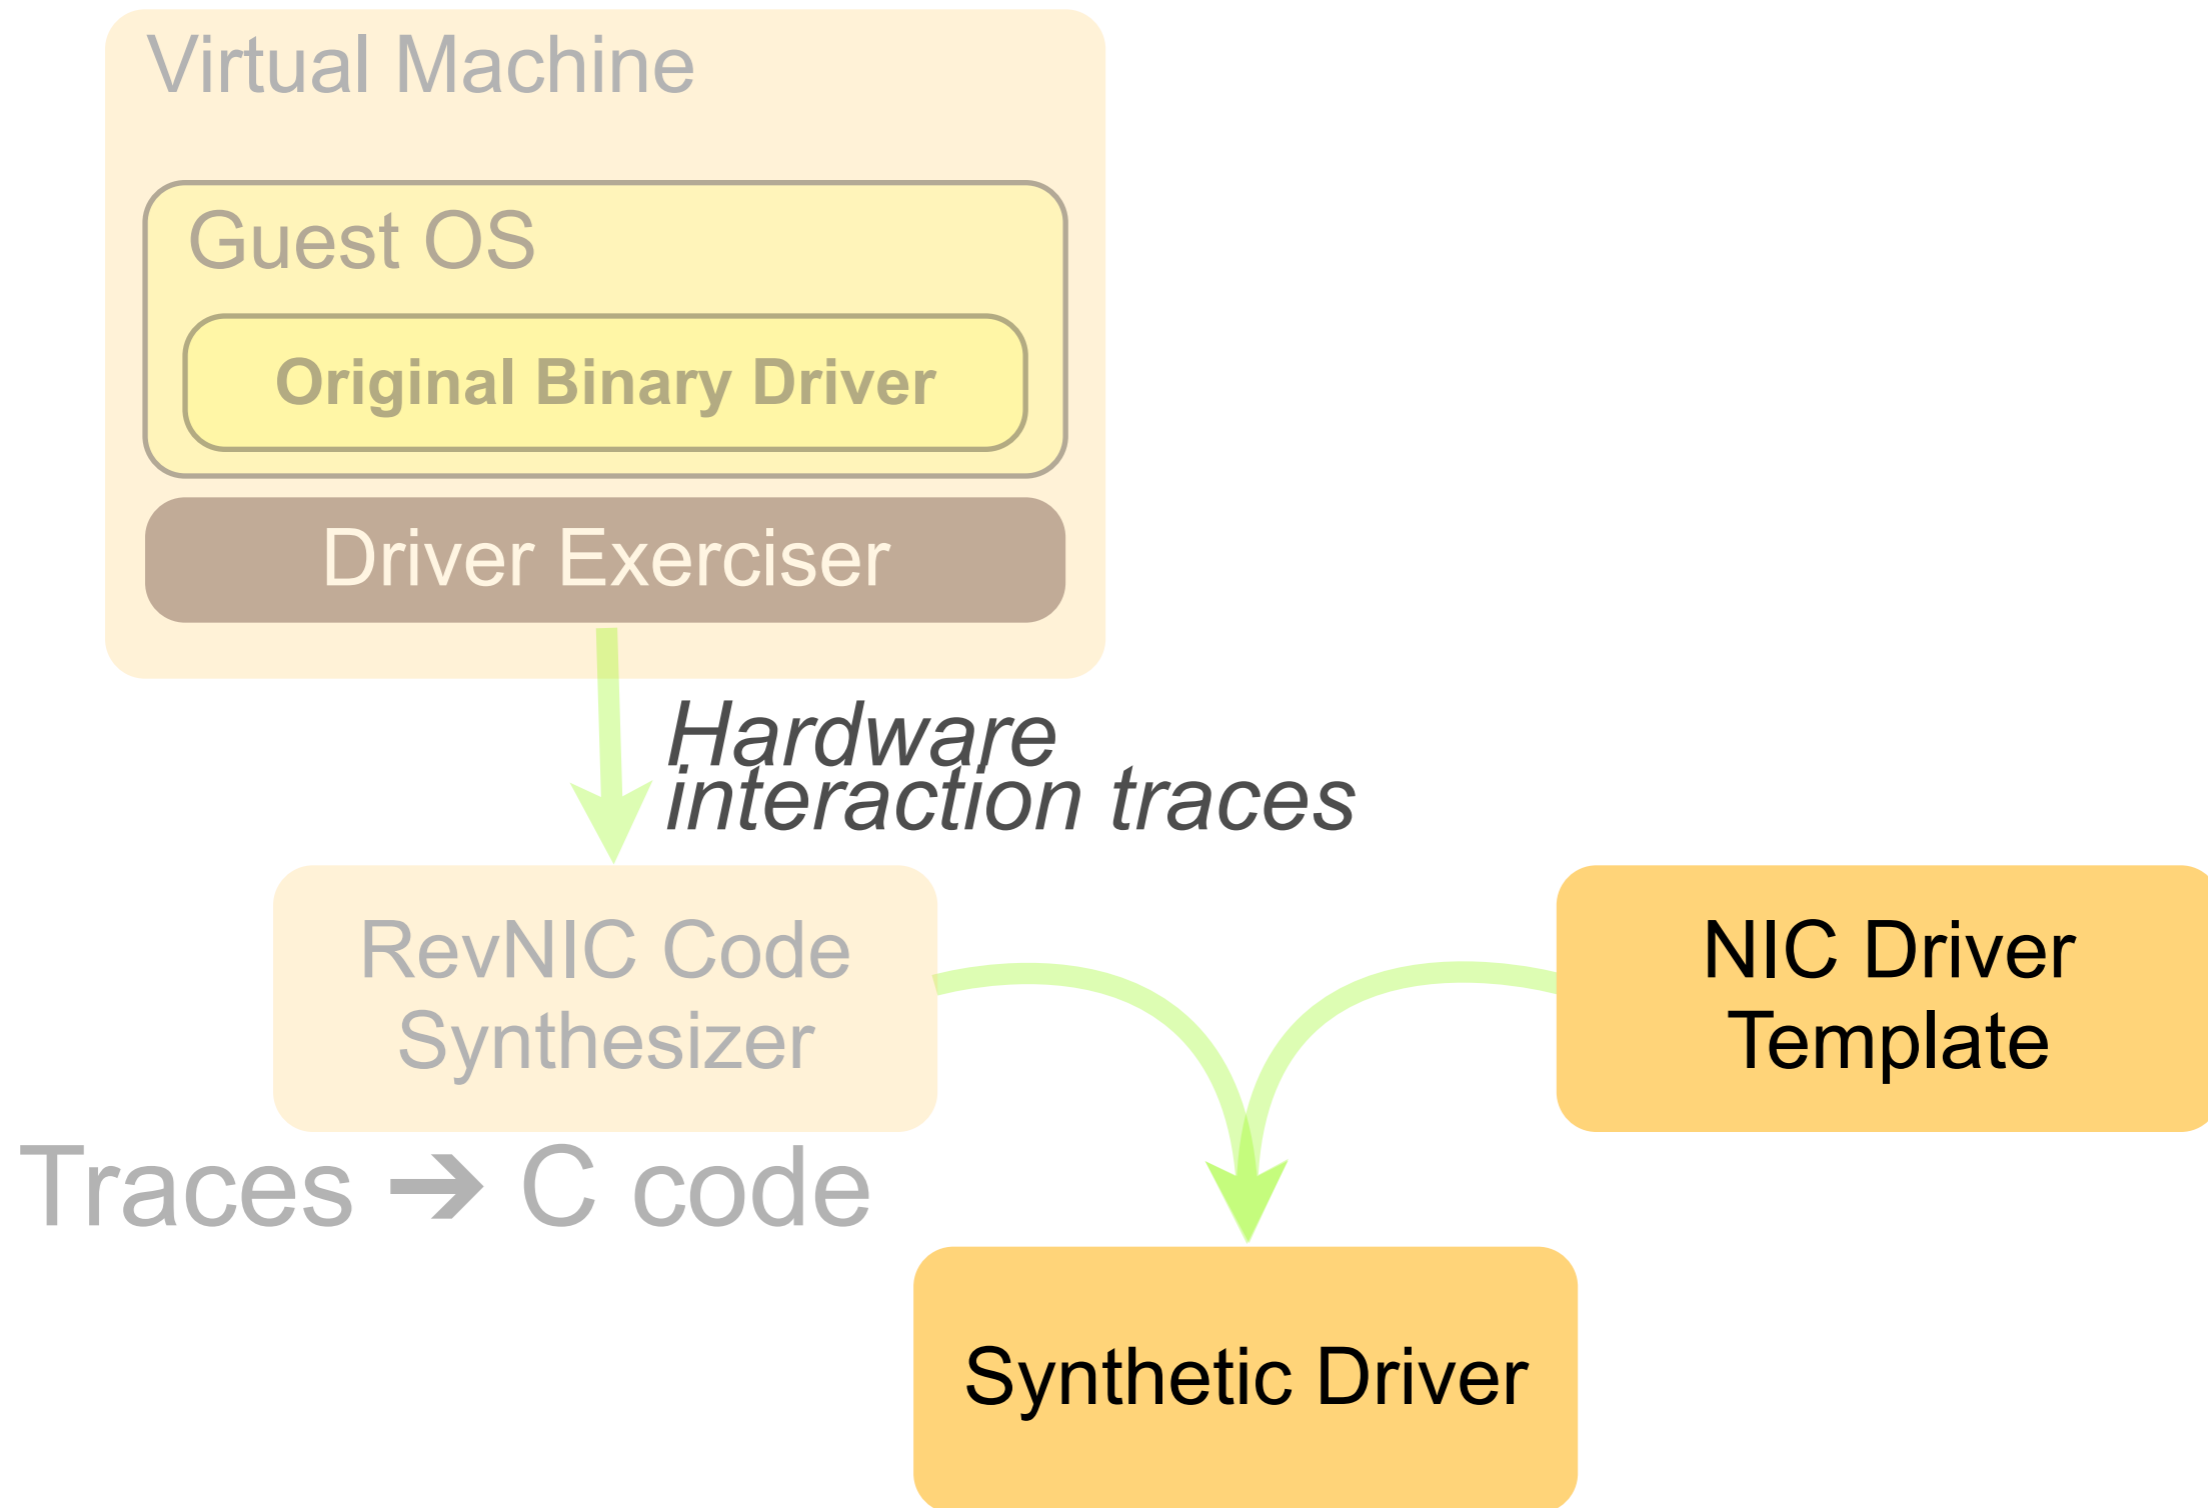 Virtual Machine
Guest OS
Original Binary Driver
Driver Exerciser
Hardware
interaction traces
RevNIC Code
Synthesizer
NIC Driver
Template
Traces ➔ C code
Synthetic Driver